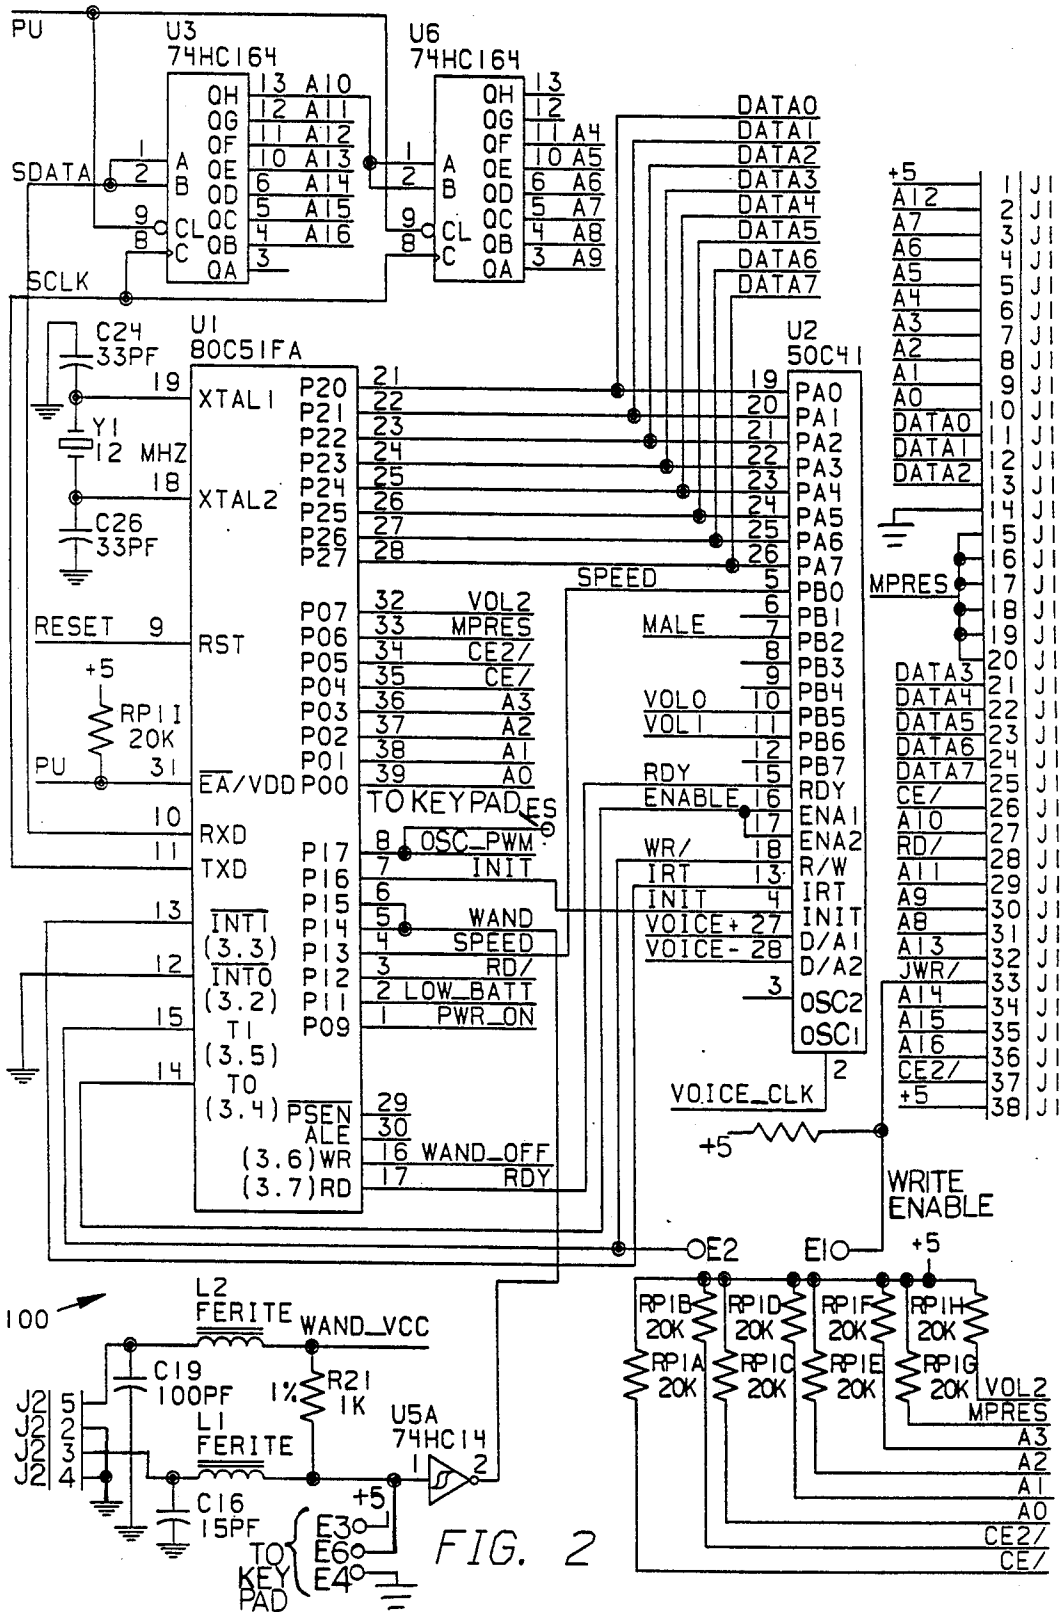 PU
U3
74HC164
13 A10
QH
12 A11
QG
11 A12
QF
10 A13
QE
6 A14
QD
5 A15
QC
4 A16
QB
3
QA
1
A
2
B
9
CL
8
C
SDATA
SCLK
U6
74HC164
QH 13
QG 12
QF 11 A4
QE 10 A5
QD 6 A6
QC 5 A7
QB 4 A8
QA 3 A9
1 A
2 B
9 CL
8 C
DATA0
DATA1
DATA2
DATA3
DATA4
DATA5
DATA6
DATA7
+5 1 J1
A12 2 J1
A7 3 J1
A6 4 J1
A5 5 J1
A4 6 J1
A3 7 J1
A2 8 J1
A1 9 J1
A0 10 J1
DATA0 11 J1
DATA1 12 J1
DATA2 13 J1
14 J1
15 J1
16 J1
MPRES 17 J1
18 J1
19 J1
20 J1
DATA3 21 J1
DATA4 22 J1
DATA5 23 J1
DATA6 24 J1
DATA7 25 J1
CE/ 26 J1
A10 27 J1
RD/ 28 J1
A11 29 J1
A9 30 J1
A8 31 J1
A13 32 J1
JWR/ 33 J1
A14 34 J1
A15 35 J1
A16 36 J1
CE2/ 37 J1
+5 38 J1
C24
33PF
Y1
12 MHZ
C26
33PF
U1
80C51FA
19 XTAL1
18 XTAL2
RESET 9 RST
+5
RP1I
20K
PU 31 EA/VDD
10 RXD
11 TXD
13 INT1
(3.3)
12 INT0
(3.2)
15 T1
(3.5)
14 T0
(3.4)
P20 21
P21 22
P22 23
P23 24
P24 25
P25 26
P26 27
P27 28
P07 32 VOL2
P06 33 MPRES
P05 34 CE2/
P04 35 CE/
P03 36 A3
P02 37 A2
P01 38 A1
P00 39 A0
TO KEYPAD ES
P17 8 OSC_PWM
P16 7 INIT
P15 6
P14 5 WAND
P13 4 SPEED
P12 3 RD/
P11 2 LOW_BATT
P09 1 PWR_ON
PSEN 29
ALE 30
(3.6)WR 16 WAND_OFF
(3.7)RD 17 RDY
U2
50C41
19 PA0
20 PA1
21 PA2
22 PA3
23 PA4
24 PA5
25 PA6
26 PA7
SPEED 5 PB0
6 PB1
MALE 7 PB2
8 PB3
9 PB4
VOL0 10 PB5
VOL1 11 PB6
12 PB7
RDY 15 RDY
ENABLE 16 ENA1
17 ENA2
WR/ 18 R/W
IRT 13 IRT
INIT 4 INIT
VOICE+ 27 D/A1
VOICE- 28 D/A2
3 OSC2
OSC1
2
VOICE_CLK
+5
WRITE
ENABLE
E2
E1
+5
RP1B
20K
RP1D
20K
RP1F
20K
RP1H
20K
RP1A
20K
RP1C
20K
RP1E
20K
RP1G
20K
VOL2
MPRES
A3
A2
A1
A0
CE2/
CE/
100
L2
FERITE
WAND_VCC
C19
100PF
1% R21
1K
J2 5
J2 2
J2 3
J2 4
L1
FERITE
C16
15PF
U5A
74HC14
1 2
+5
E3
E6
E4
TO
KEY
PAD
FIG. 2